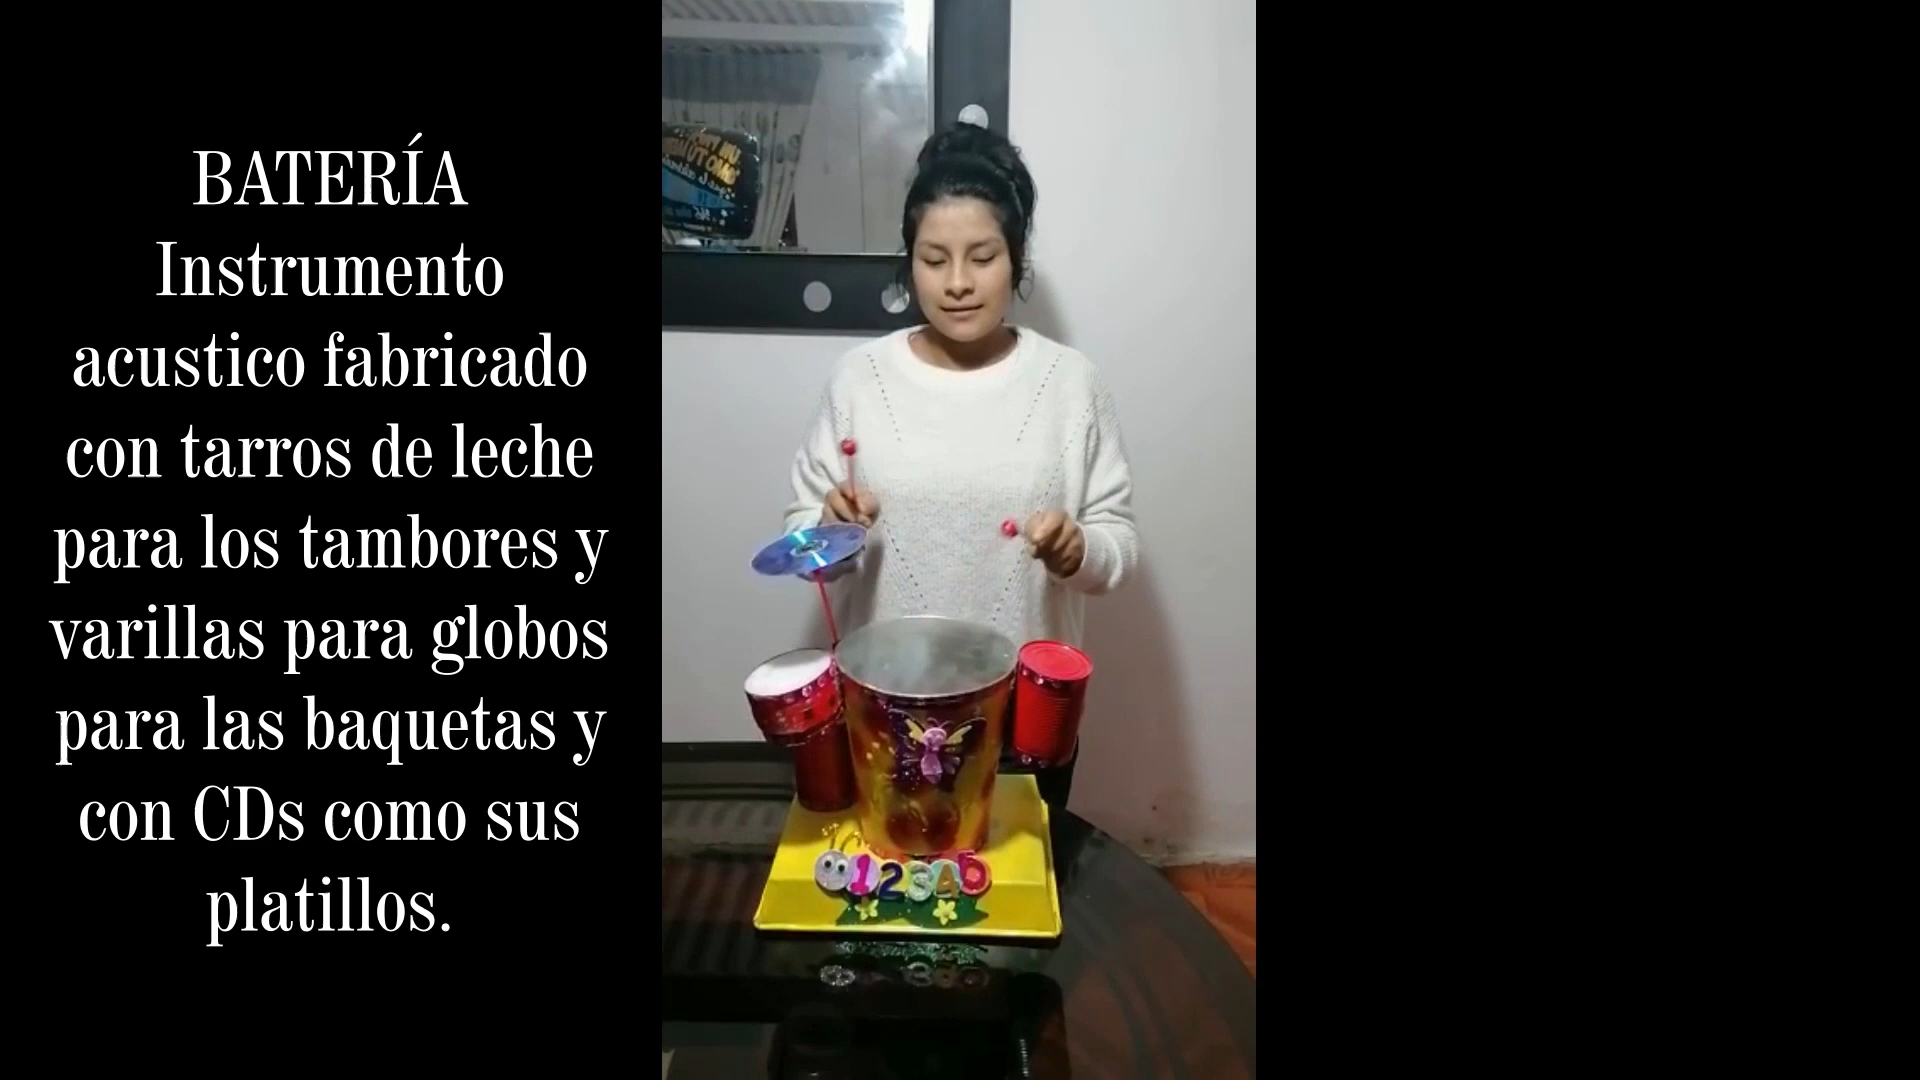 BATERÍA
Instrumento
acustico fabricado
con tarros de leche
para los tambores y
varillas para globos
para las baquetas y
con CDs como sus
platillos.
12345